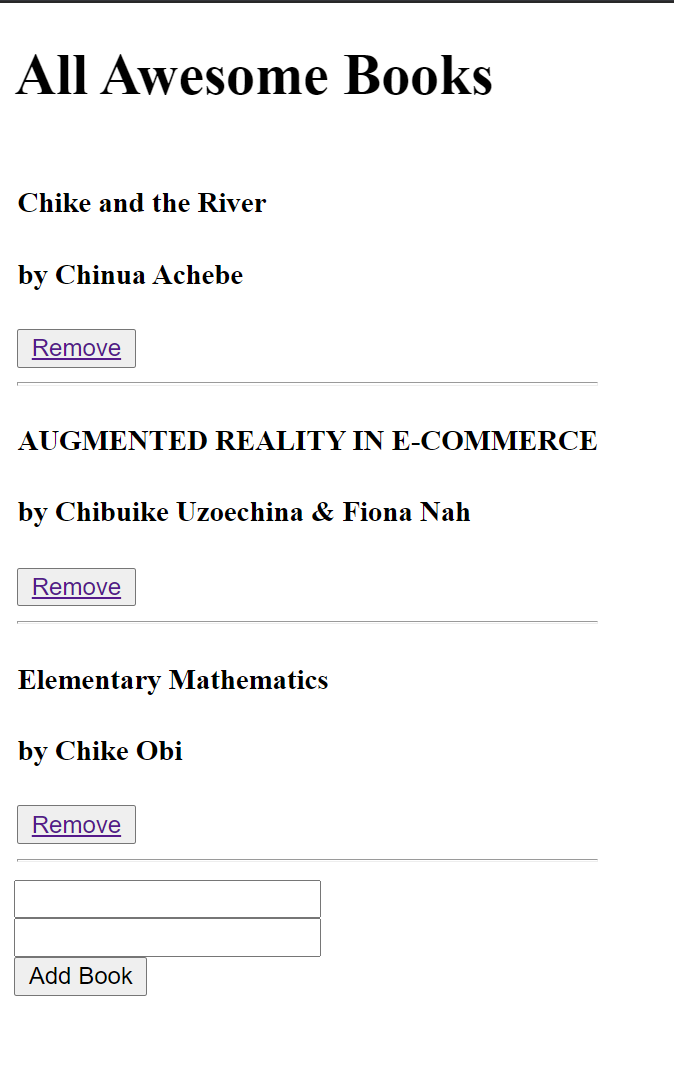 All Awesome Books
Chike and the River
by Chinua Achebe
Remove
AUGMENTED REALITY IN E-COMMERCE
by Chibuike Uzoechina & Fiona Nah
Remove
Elementary Mathematics
by Chike Obi
Remove
Add Book